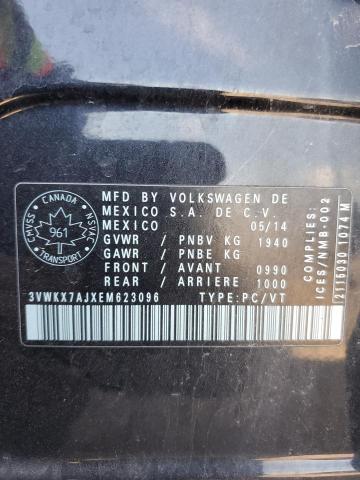 CANADA
CMVSS
NSVAC
961
TRANSPORT
MFD BY VOLKSWAGEN DE
MEXICO S.A. DE C.V.
MEXICO 05/14
GVWR / PNBV KG 1940
GAWR / PNBE KG
FRONT / AVANT 0990
REAR / ARRIERE 1000
3VWKX7AJXEM623096 TYPE:PC/VT
COMPLIES:
ICES/NMB-002
2115030 1074 M